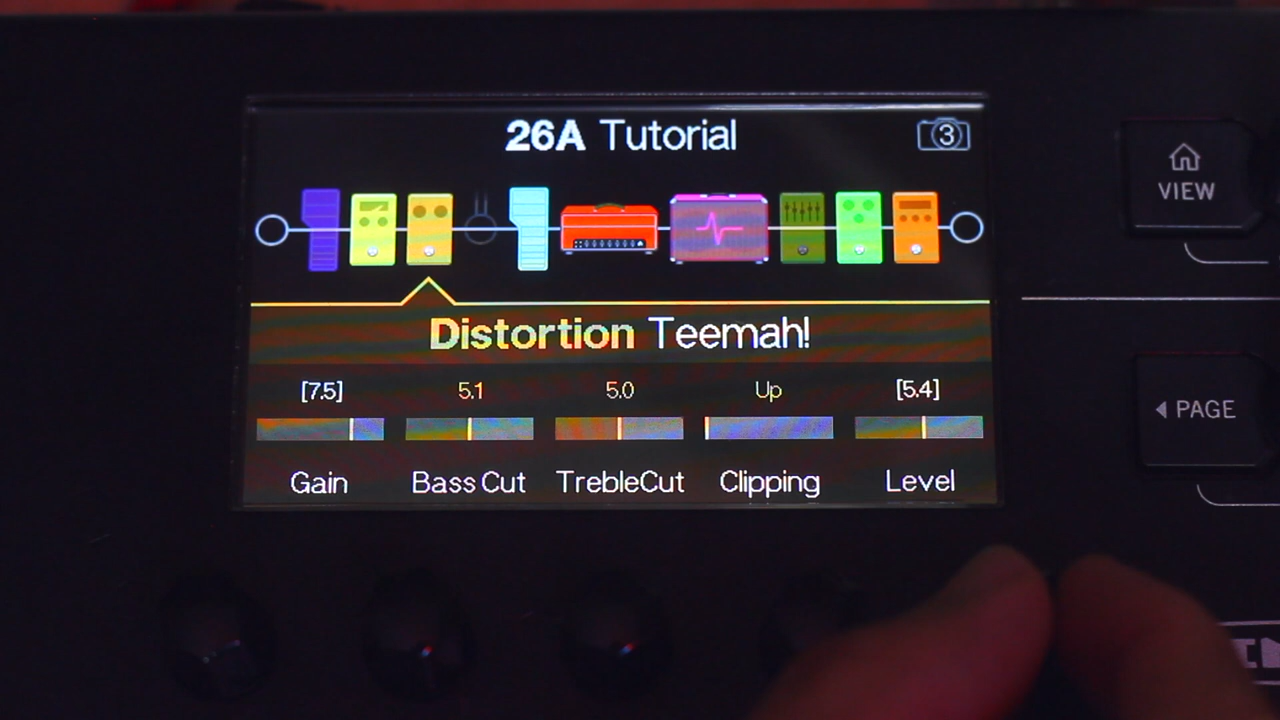 26A Tutorial
3
VIEW
Distortion Teemah!
[7.5] 5.1 5.0 Up [5.4]
PAGE
Gain Bass Cut TrebleCut Clipping Level